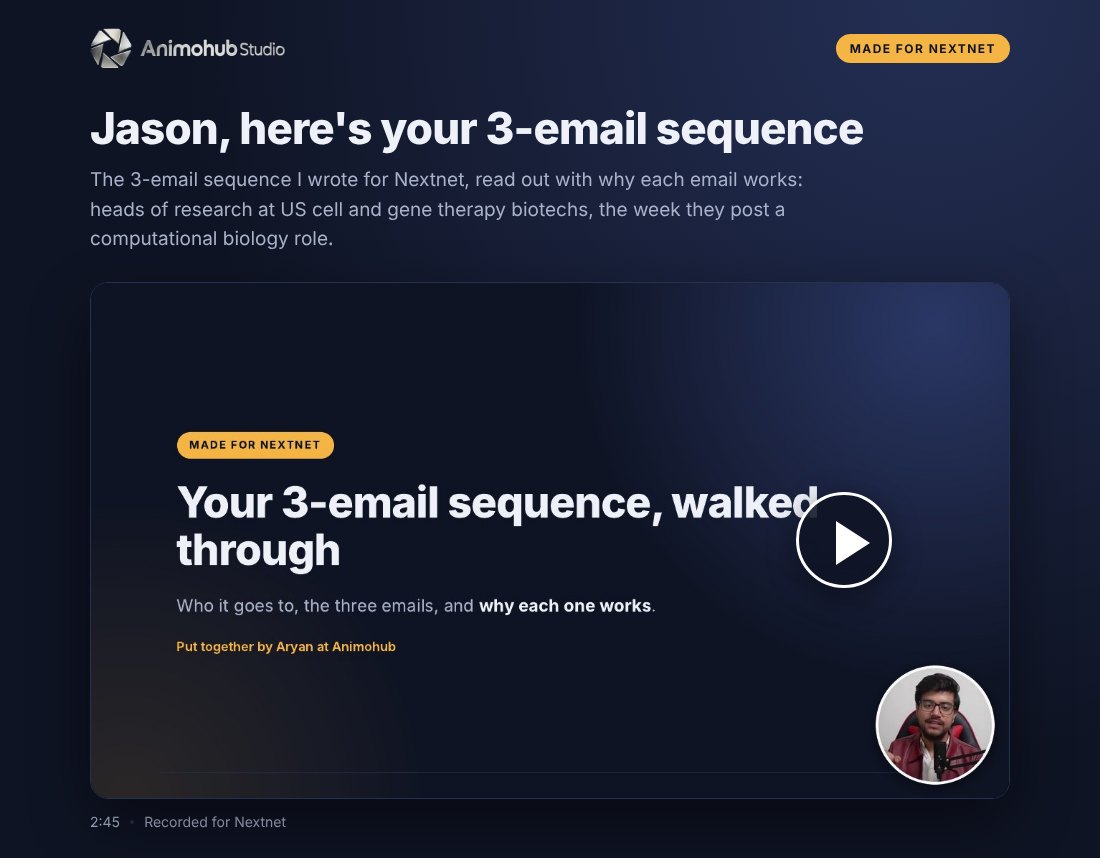 Animohub Studio
MADE FOR NEXTNET
Jason, here's your 3-email sequence
The 3-email sequence I wrote for Nextnet, read out with why each email works:
heads of research at US cell and gene therapy biotechs, the week they post a
computational biology role.
MADE FOR NEXTNET
Your 3-email sequence, walked
through
Who it goes to, the three emails, and why each one works.
Put together by Aryan at Animohub
2:45 • Recorded for Nextnet